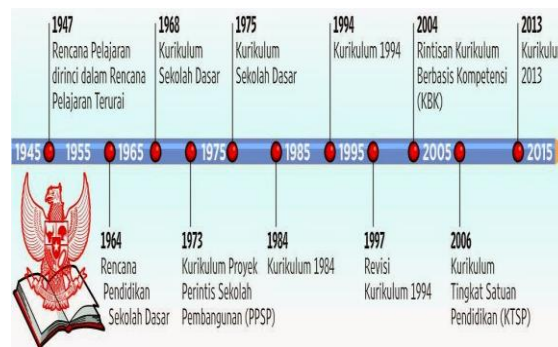 1947
Rencana Pelajaran
dirinci dalam Rencana
Pelajaran Terurai
1968
Kurikulum
Sekolah Dasar
1975
Kurikulum
Sekolah Dasar
1994
Kurikulum 1994
2004
Rintisan Kurikulum
Berbasis Kompetensi
(KBK)
2013
Kurikulu
2013
1945 1955 1965 1975 1985 1995 2005 2015
1964
Rencana
Pendidikan
Sekolah Dasar
1973
Kurikulum Proyek
Perintis Sekolah
Pembangunan (PPSP)
1984
Kurikulum 1984
1997
Revisi
Kurikulum 1994
2006
Kurikulum
Tingkat Satuan
Pendidikan (KTSP)